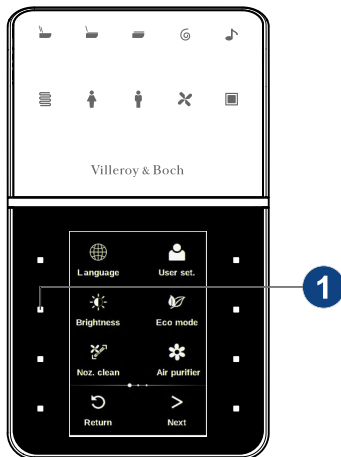 Villeroy & Boch
Language User set.
1
Brightness Eco mode
Noz. clean Air purifier
Return Next